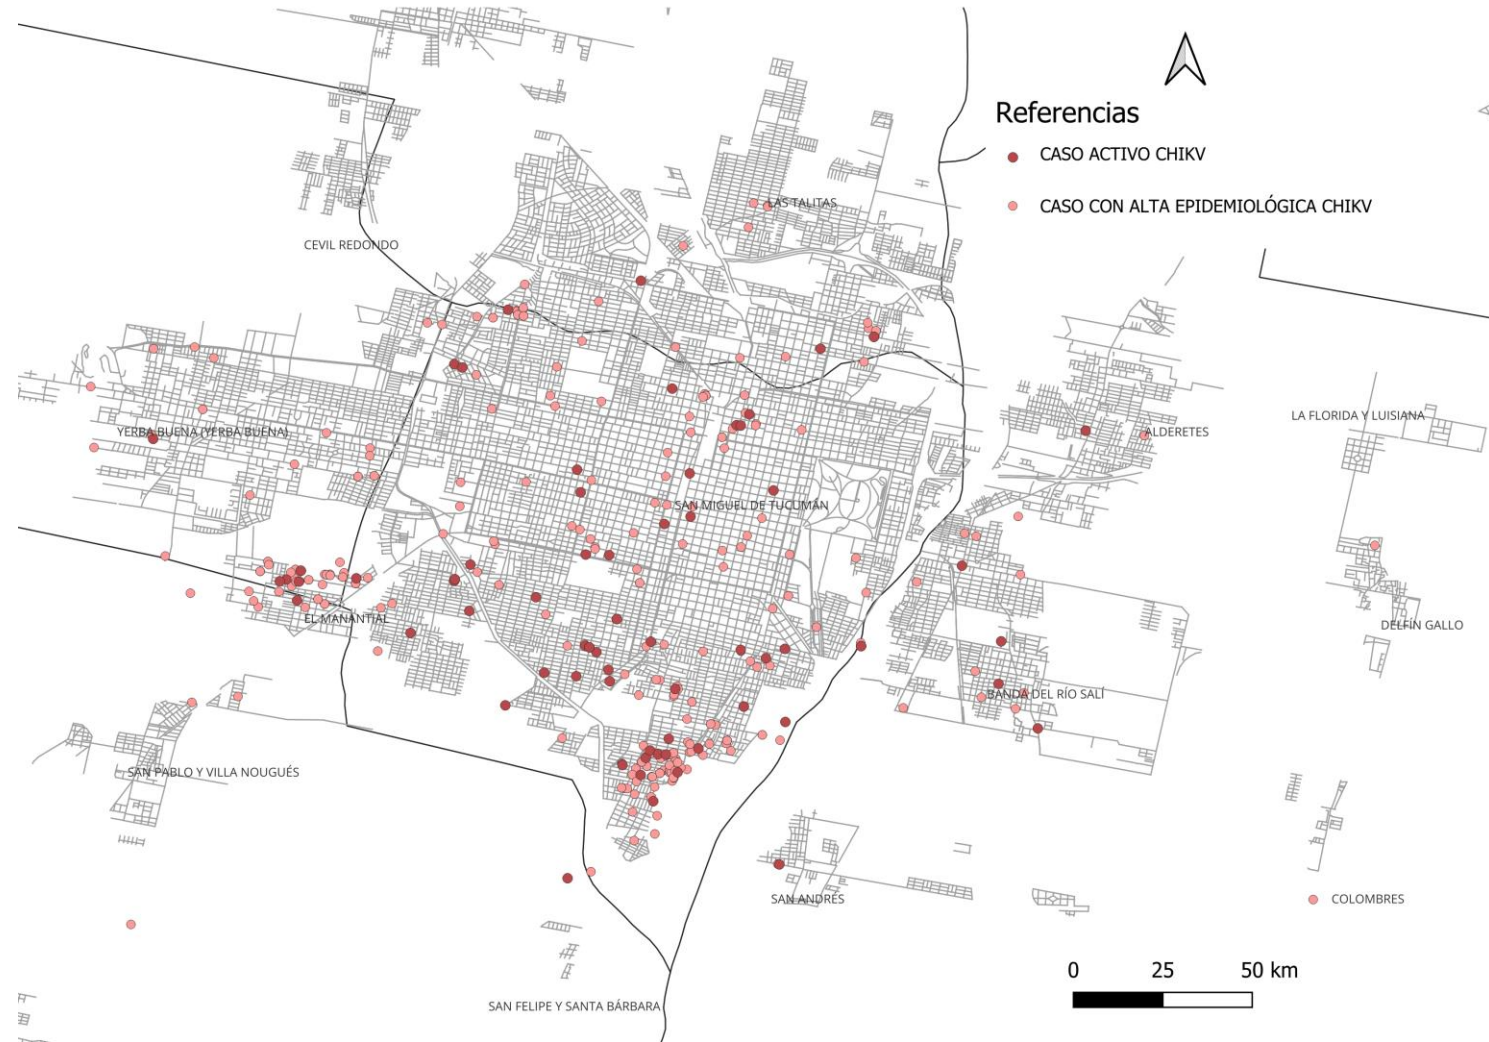 Referencias
CASO ACTIVO CHIKV
CASO CON ALTA EPIDEMIOLÓGICA CHIKV
LAS TALITAS
CEVIL REDONDO
LA FLORIDA Y LUISIANA
YERBA BUENA (YERBA BUENA)
ALDERETES
SAN MIGUEL DE TUCUMÁN
EL MANANTIAL
DELFÍN GALLO
BANDA DEL RÍO SALÍ
SAN PABLO Y VILLA NOUGUÉS
SAN ANDRÉS
COLOMBRES
0 25 50 km
SAN FELIPE Y SANTA BÁRBARA